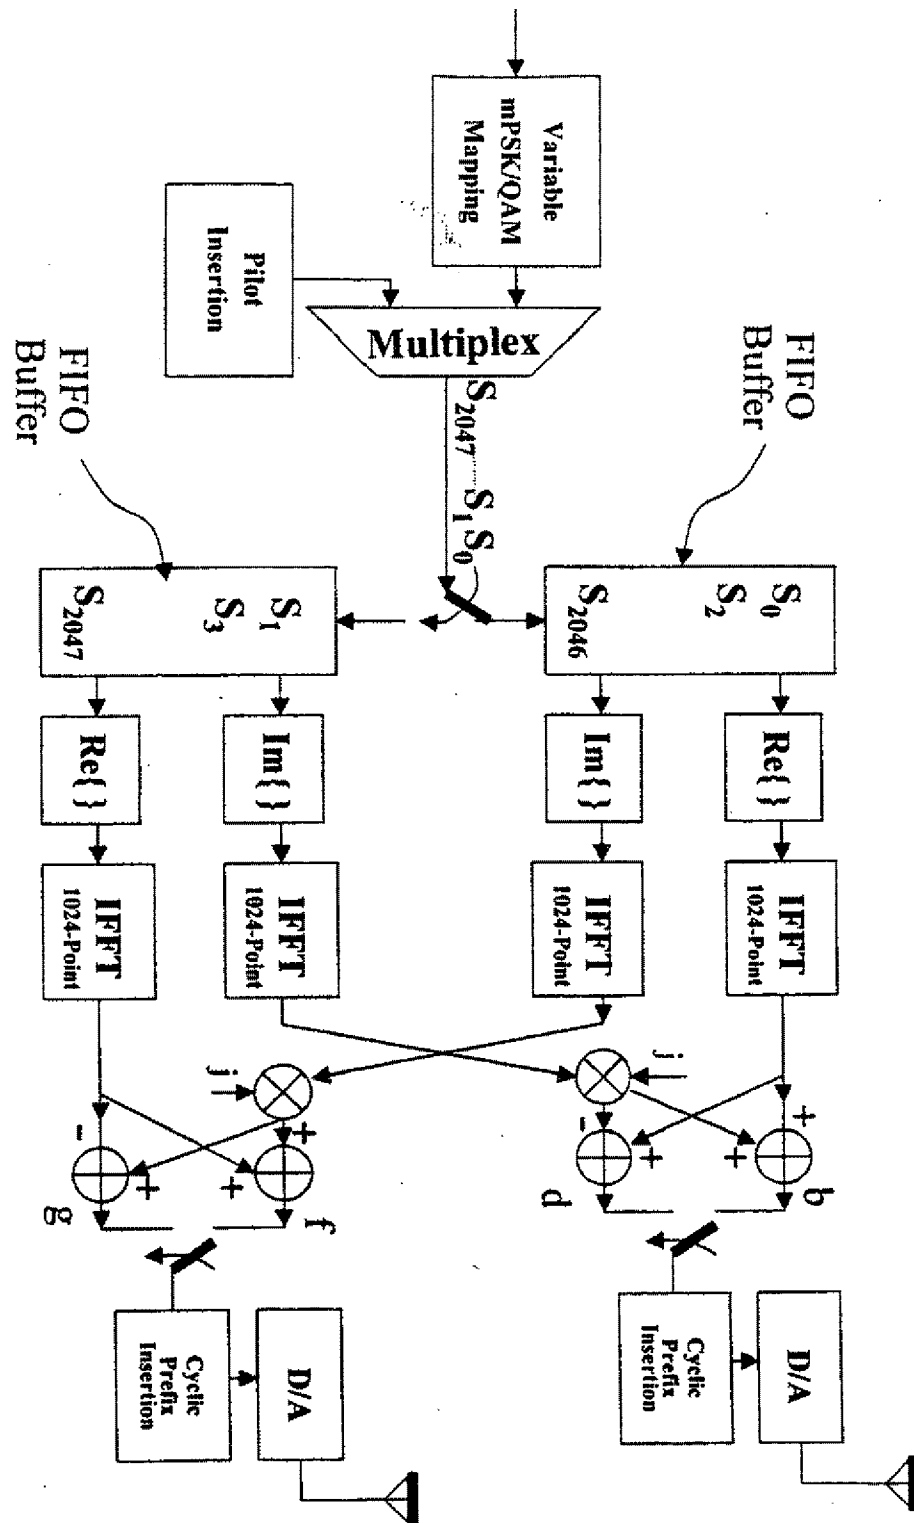 Variable
mPSK/QAM
Mapping
Pilot
Insertion
Multiplex
S2047 S1 S0
FIFO
Buffer
S0
S2
S2046
FIFO
Buffer
S1
S3
S2047
Re{ }
IFFT
1024-Point
Im{ }
IFFT
1024-Point
Im{ }
IFFT
1024-Point
Re{ }
IFFT
1024-Point
j
+
+
b
-
+
d
j
+
+
f
-
+
g
Cyclic
Prefix
Insertion
D/A
Cyclic
Prefix
Insertion
D/A